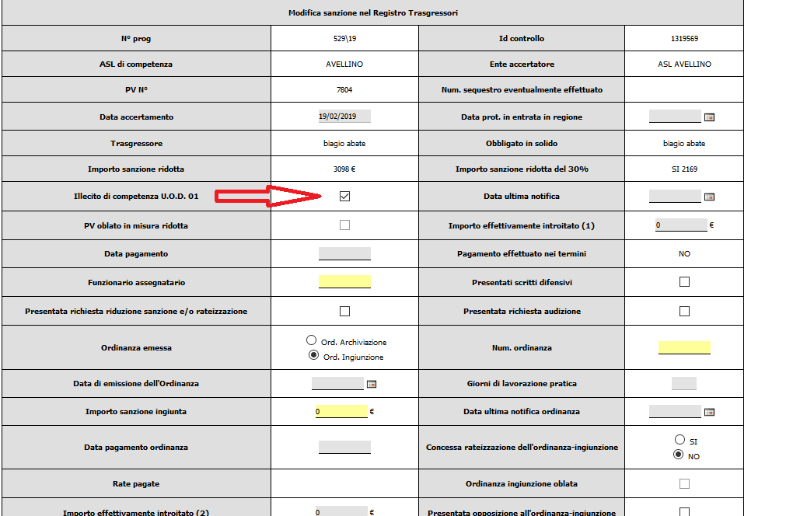 Modifica sanzione nel Registro Trasgressori
N° prog 529\19 Id controllo 1319569
ASL di competenza AVELLINO Ente accertatore ASL AVELLINO
PV N° 7804 Num. sequestro eventualmente effettuato
Data accertamento 19/02/2019 Data prot. in entrata in regione
Trasgressore biagio abate Obbligato in solido biagio abate
Importo sanzione ridotta 3098 € Importo sanzione ridotta del 30% SI 2169
Illecito di competenza U.O.D. 01 Data ultima notifica
PV oblato in misura ridotta Importo effettivamente introitato (1) 0 €
Data pagamento Pagamento effettuato nei termini NO
Funzionario assegnatario Presentati scritti difensivi
Presentata richiesta riduzione sanzione e/o rateizzazione Presentata richiesta audizione
Ordinanza emessa Ord. Archiviazione Num. ordinanza
Ord. Ingiunzione
Data di emissione dell'Ordinanza Giorni di lavorazione pratica
Importo sanzione ingiunta 0 € Data ultima notifica ordinanza
Data pagamento ordinanza Concessa rateizzazione dell'ordinanza-ingiunzione SI
NO
Rate pagate Ordinanza ingiunzione oblata
Importo effettivamente introitato (2) 0 € Presentata opposizione all'ordinanza-ingiunzione